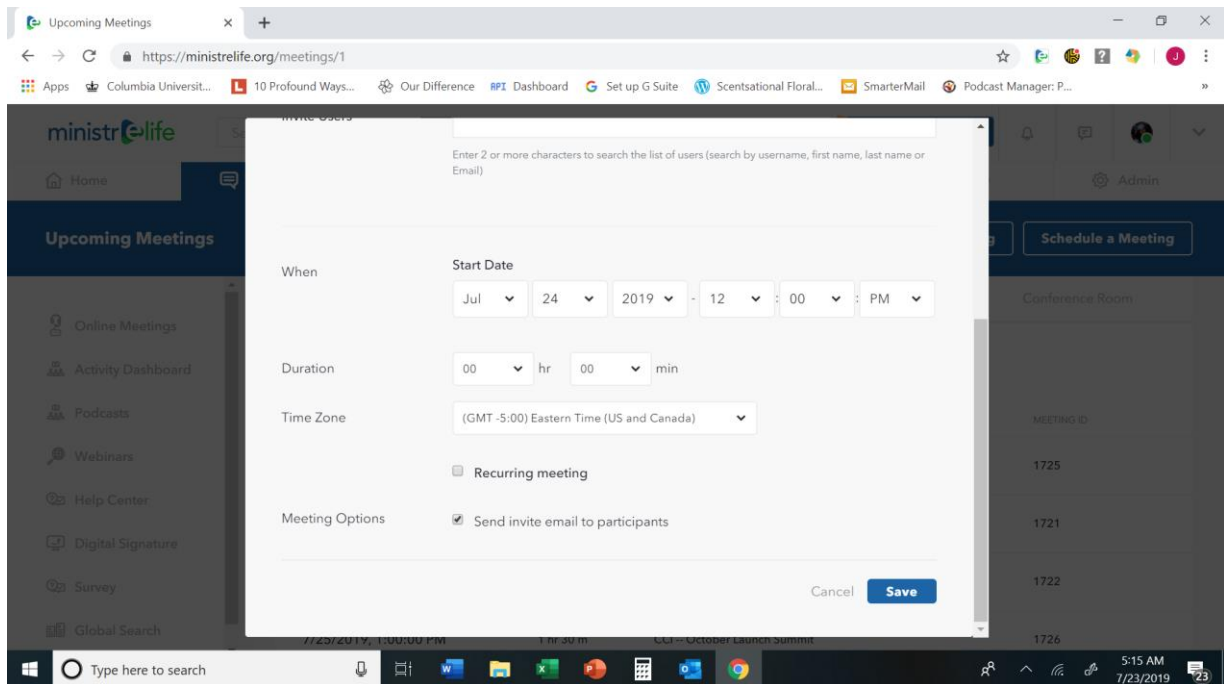 Upcoming Meetings
https://ministrelife.org/meetings/1
Apps Columbia Universit... 10 Profound Ways... Our Difference RPI Dashboard Set up G Suite Scentsational Floral... SmarterMail Podcast Manager: P... »
ministrelife
Invite Users
Enter 2 or more characters to search the list of users (search by username, first name, last name or
Email)
Home Admin
Upcoming Meetings Schedule a Meeting
When Start Date
Jul 24 2019 - 12 : 00 : PM
Conference Room
Online Meetings
Activity Dashboard Duration 00 hr 00 min
Podcasts Time Zone (GMT -5:00) Eastern Time (US and Canada) MEETING ID
Webinars Recurring meeting 1725
Help Center
Meeting Options Send invite email to participants 1721
Digital Signature
Survey Cancel Save 1722
Global Search 7/25/2019, 1:00:00 PM 1 hr 30 m CCI -- October Launch Summit 1726
Type here to search 5:15 AM
7/23/2019 23